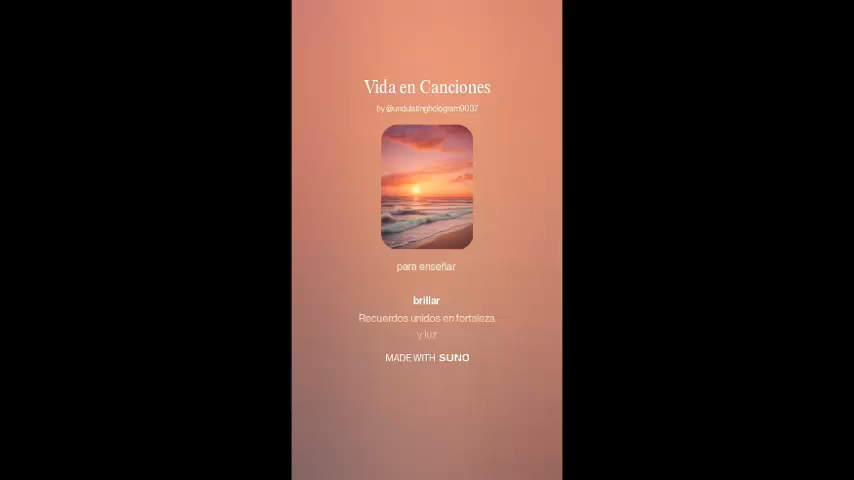 Vida en Canciones
by @undulatinghologram9037
para enseñar
brillar
Recuerdos unidos en fortaleza
y luz
MADE WITH SUNO